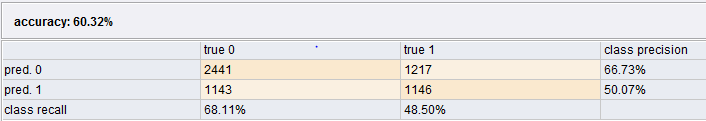 accuracy: 60.32%
true 0 true 1 class precision
pred. 0 2441 1217 66.73%
pred. 1 1143 1146 50.07%
class recall 68.11% 48.50%